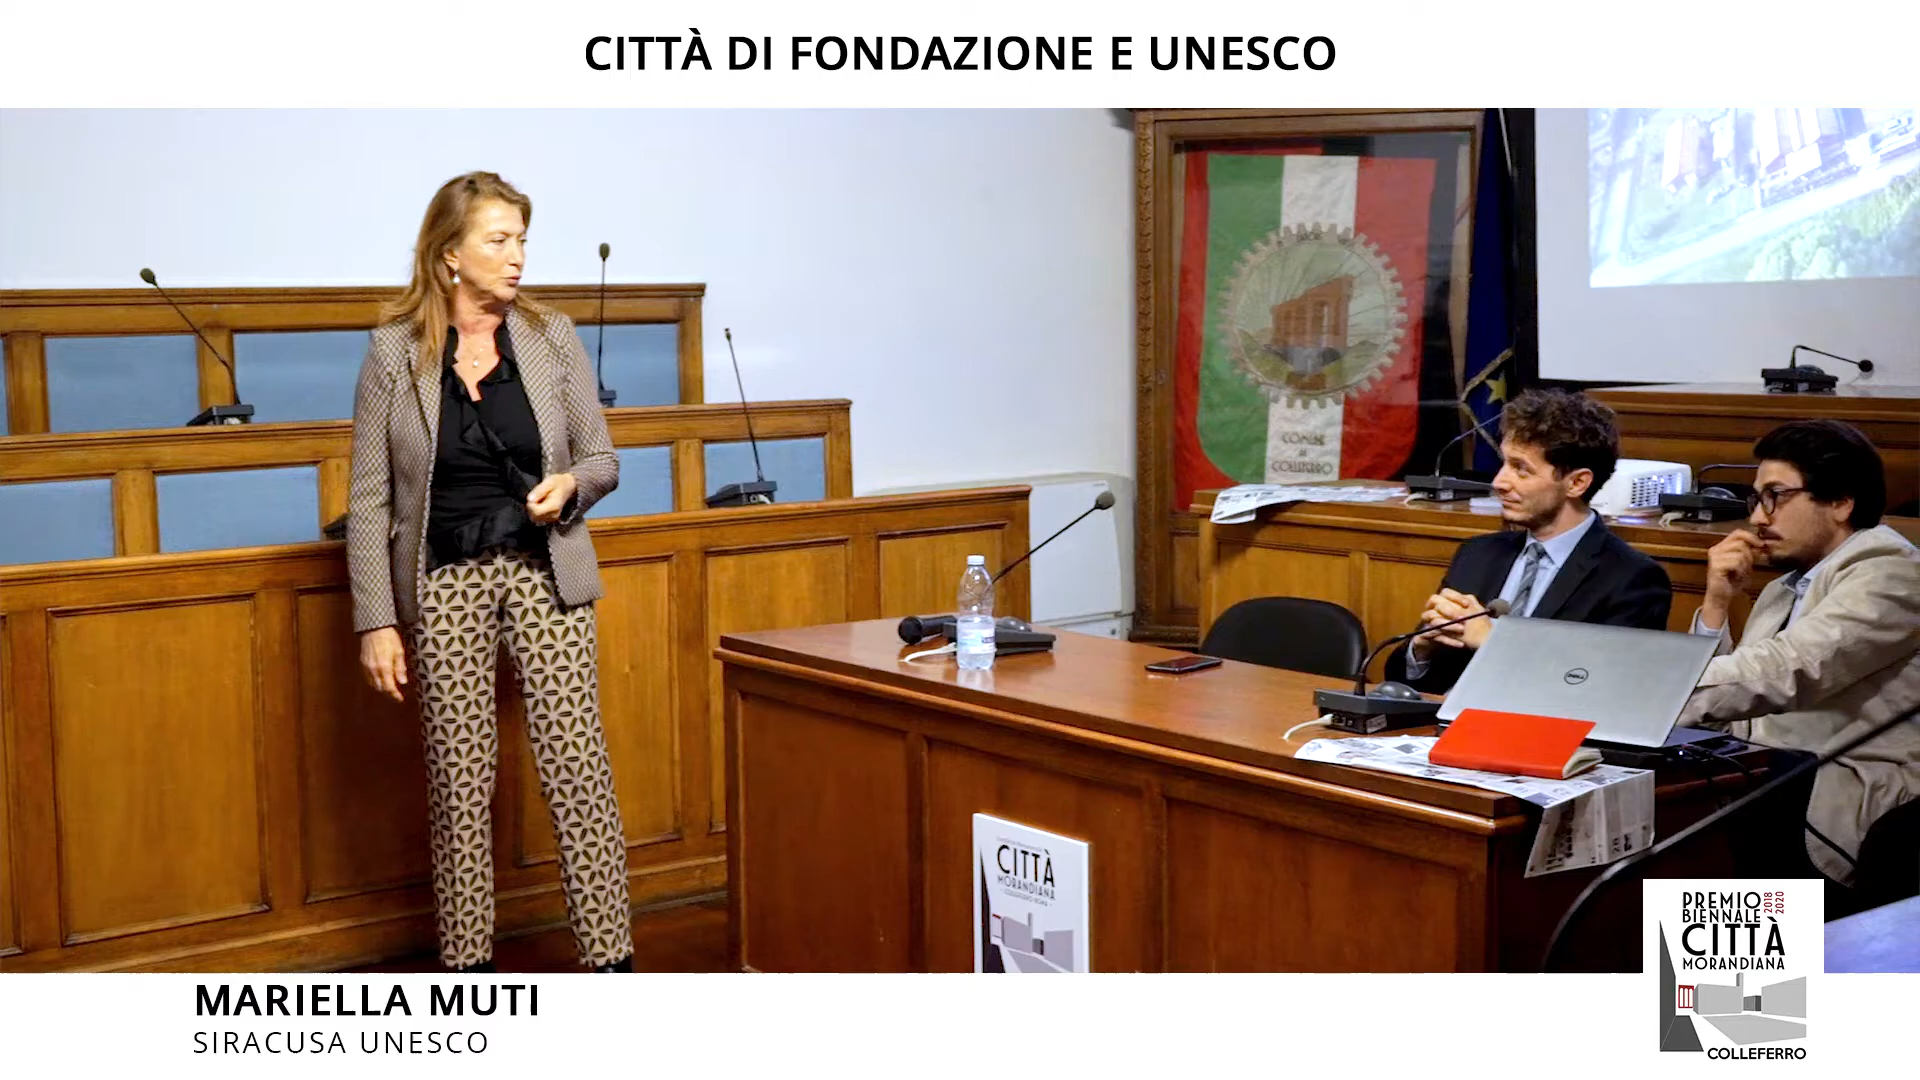 CITTÀ DI FONDAZIONE E UNESCO
COMUNE
di
COLLEFERRO
DELL
CITTÀ
MORANDIANA
MARIELLA MUTI
SIRACUSA UNESCO
PREMIO 2018
BIENNALE 2020
CITTÀ
MORANDIANA
COLLEFERRO